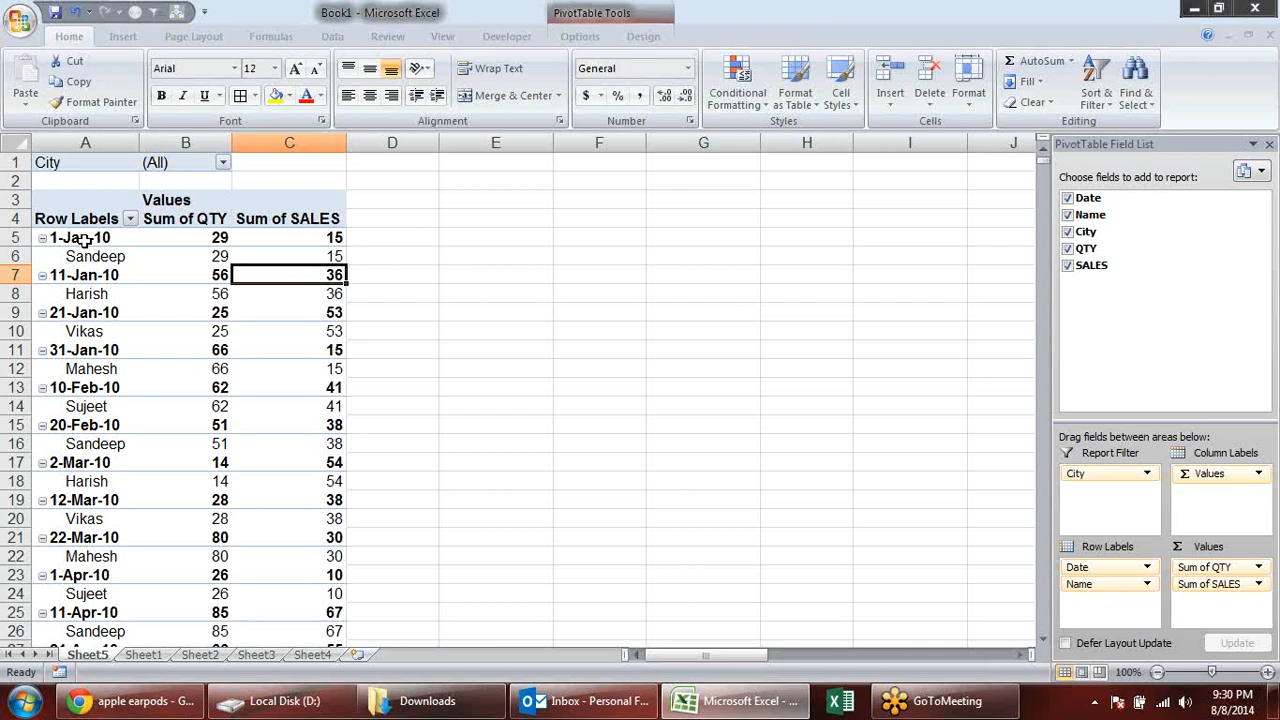 Book1 - Microsoft Excel
PivotTable Tools
Home Insert Page Layout Formulas Data Review View Developer Options Design
Paste
Cut
Copy
Format Painter
Clipboard
Arial 12
B I U
Font
Wrap Text
Merge & Center
Alignment
General
$ % ,
Number
Conditional Formatting
Format as Table
Cell Styles
Styles
Insert Delete Format
Cells
Σ AutoSum
Fill
Clear
Sort & Filter
Find & Select
Editing
A B C D E F G H I J
1 City (All)
2
3 Values
4 Row Labels Sum of QTY Sum of SALES
5 1-Jan-10 29 15
6 Sandeep 29 15
7 11-Jan-10 56 36
8 Harish 56 36
9 21-Jan-10 25 53
10 Vikas 25 53
11 31-Jan-10 66 15
12 Mahesh 66 15
13 10-Feb-10 62 41
14 Sujeet 62 41
15 20-Feb-10 51 38
16 Sandeep 51 38
17 2-Mar-10 14 54
18 Harish 14 54
19 12-Mar-10 28 38
20 Vikas 28 38
21 22-Mar-10 80 30
22 Mahesh 80 30
23 1-Apr-10 26 10
24 Sujeet 26 10
25 11-Apr-10 85 67
26 Sandeep 85 67
PivotTable Field List
Choose fields to add to report:
Date
Name
City
QTY
SALES
Drag fields between areas below:
Report Filter
Column Labels
City
Σ Values
Row Labels
Σ Values
Date
Sum of QTY
Name
Sum of SALES
Defer Layout Update
Update
Sheet5 Sheet1 Sheet2 Sheet3 Sheet4
Ready
100%
apple earpods - G...
Local Disk (D:)
Downloads
Inbox - Personal F...
Microsoft Excel - ...
GoToMeeting
9:30 PM
8/8/2014